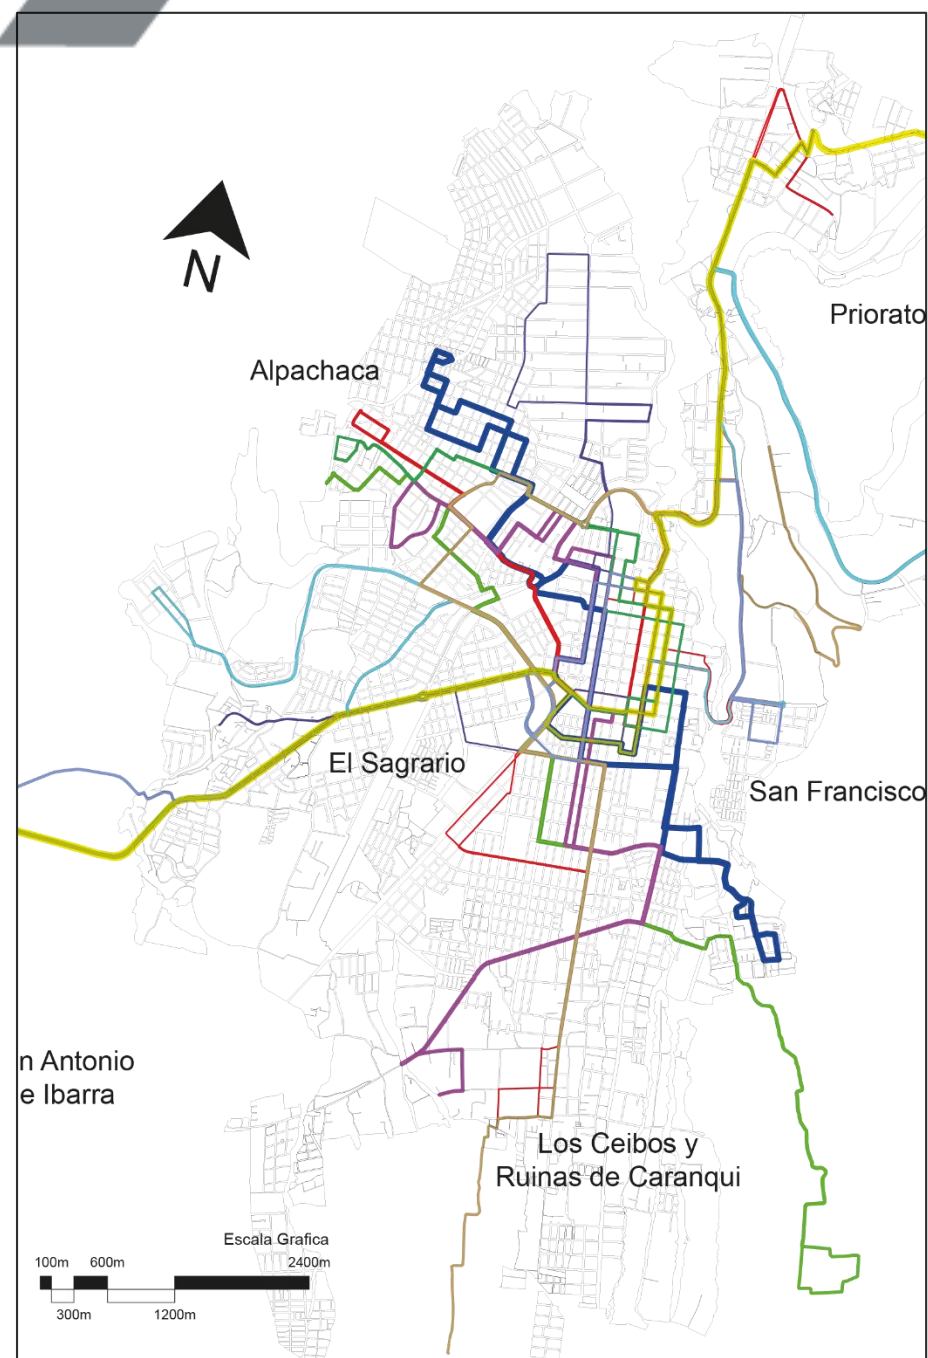 Priorato
N
Alpachaca
El Sagrario
San Francisco
n Antonio
e Ibarra
Los Ceibos y
Ruinas de Caranqui
Escala Grafica
100m 600m 2400m
300m 1200m